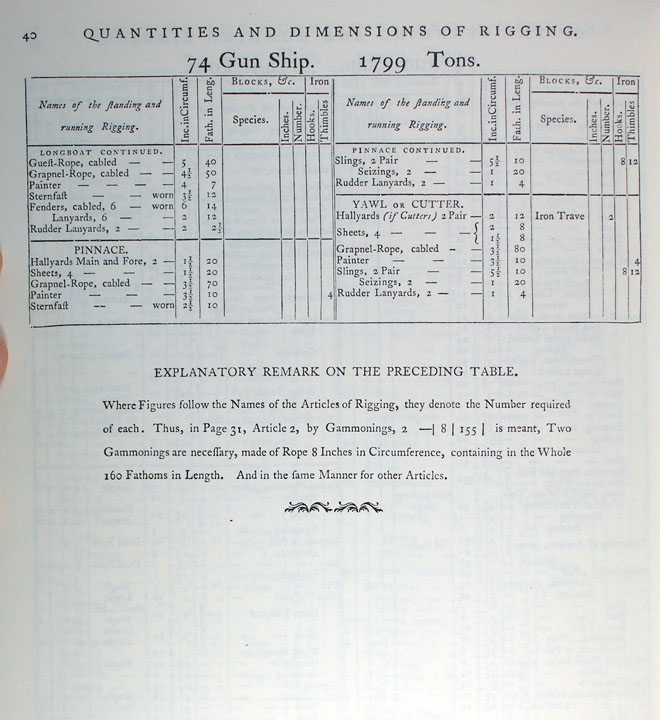 40 QUANTITIES AND DIMENSIONS OF RIGGING.
74 Gun Ship. 1799 Tons.
Names of the ſtanding and running Rigging. Inc.inCircumf. Fath. in Leng. BLOCKS, &c. Species. Inches. Number. Iron Hooks. Thimbles
LONGBOAT CONTINUED.
Gueſt-Rope, cabled — — 5 40
Grapnel-Rope, cabled — 4½ 50
Painter — — — — 4 7
Sternfaſt — — worn 3½ 12
Fenders, cabled, 6 — worn 6 14
Lanyards, 6 — — 2 12
Rudder Lanyards, 2 — — 2 2½
PINNACE.
Hallyards Main and Fore, 2 — 1½ 20
Sheets, 4 — — — 1½ 20
Grapnel-Rope, cabled — — 3½ 70
Painter — — — 3½ 10 4
Sternfaſt — — worn 2½ 10
Names of the ſtanding and running Rigging. Inc.inCircumf. Fath. in Leng. BLOCKS, &c. Species. Inches. Number. Iron Hooks. Thimbles
PINNACE CONTINUED.
Slings, 2 Pair — — 5½ 10 8 12
Seizings, 2 — — 1 20
Rudder Lanyards, 2 — — 1 4
YAWL OR CUTTER.
Hallyards (if Cutters) 2 Pair — 2 12 Iron Trave 2
Sheets, 4 — — — { 2 8
1½ 8
Grapnel-Rope, cabled - — 3½ 80
Painter — — — 3½ 10 4
Slings, 2 Pair — — 5½ 10 8 12
Seizings, 2 — — 1 20
Rudder Lanyards, 2 — — 1 4
EXPLANATORY REMARK ON THE PRECEDING TABLE.
Where Figures follow the Names of the Articles of Rigging, they denote the Number required
of each. Thus, in Page 31, Article 2, by Gammonings, 2 —| 8 | 155 | is meant, Two
Gammonings are neceſſary, made of Rope 8 Inches in Circumference, containing in the Whole
160 Fathoms in Length. And in the ſame Manner for other Articles.